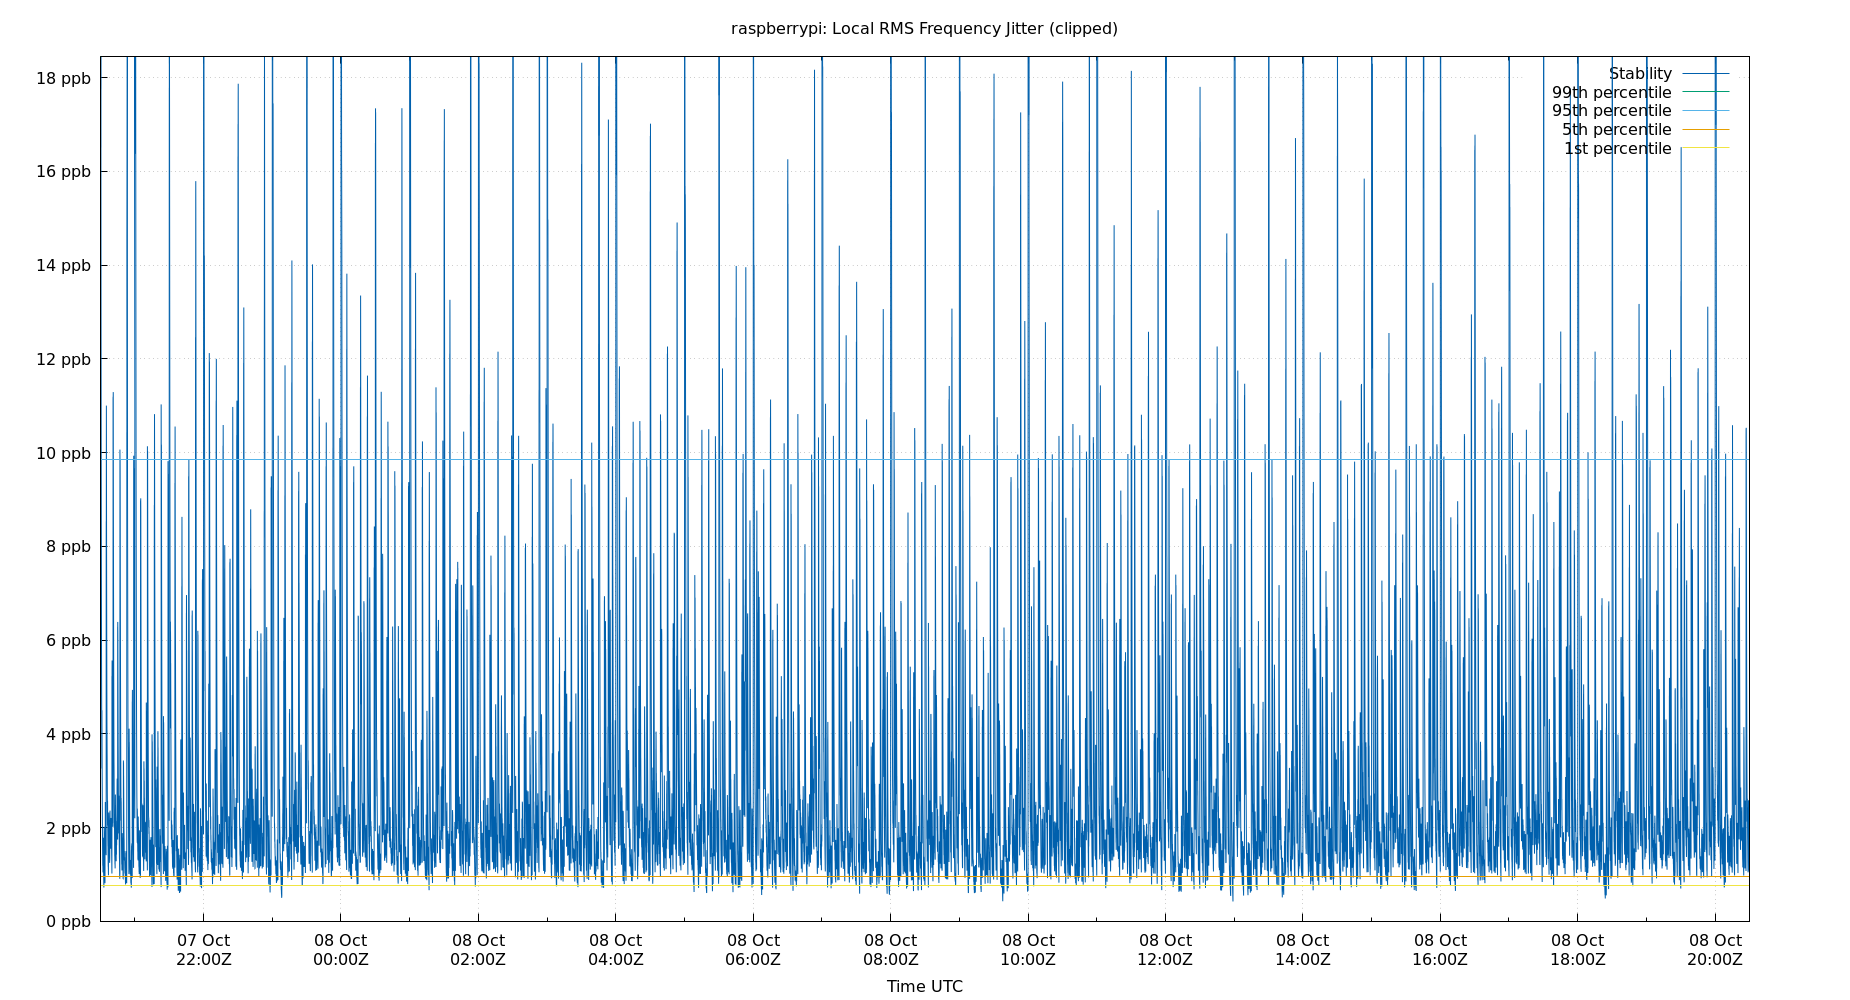 raspberrypi: Local RMS Frequency Jitter (clipped)
18 ppb
16 ppb
14 ppb
12 ppb
10 ppb
8 ppb
6 ppb
4 ppb
2 ppb
0 ppb
Stability
99th percentile
95th percentile
5th percentile
1st percentile
07 Oct
22:00Z
08 Oct
00:00Z
08 Oct
02:00Z
08 Oct
04:00Z
08 Oct
06:00Z
08 Oct
08:00Z
08 Oct
10:00Z
08 Oct
12:00Z
08 Oct
14:00Z
08 Oct
16:00Z
08 Oct
18:00Z
08 Oct
20:00Z
Time UTC